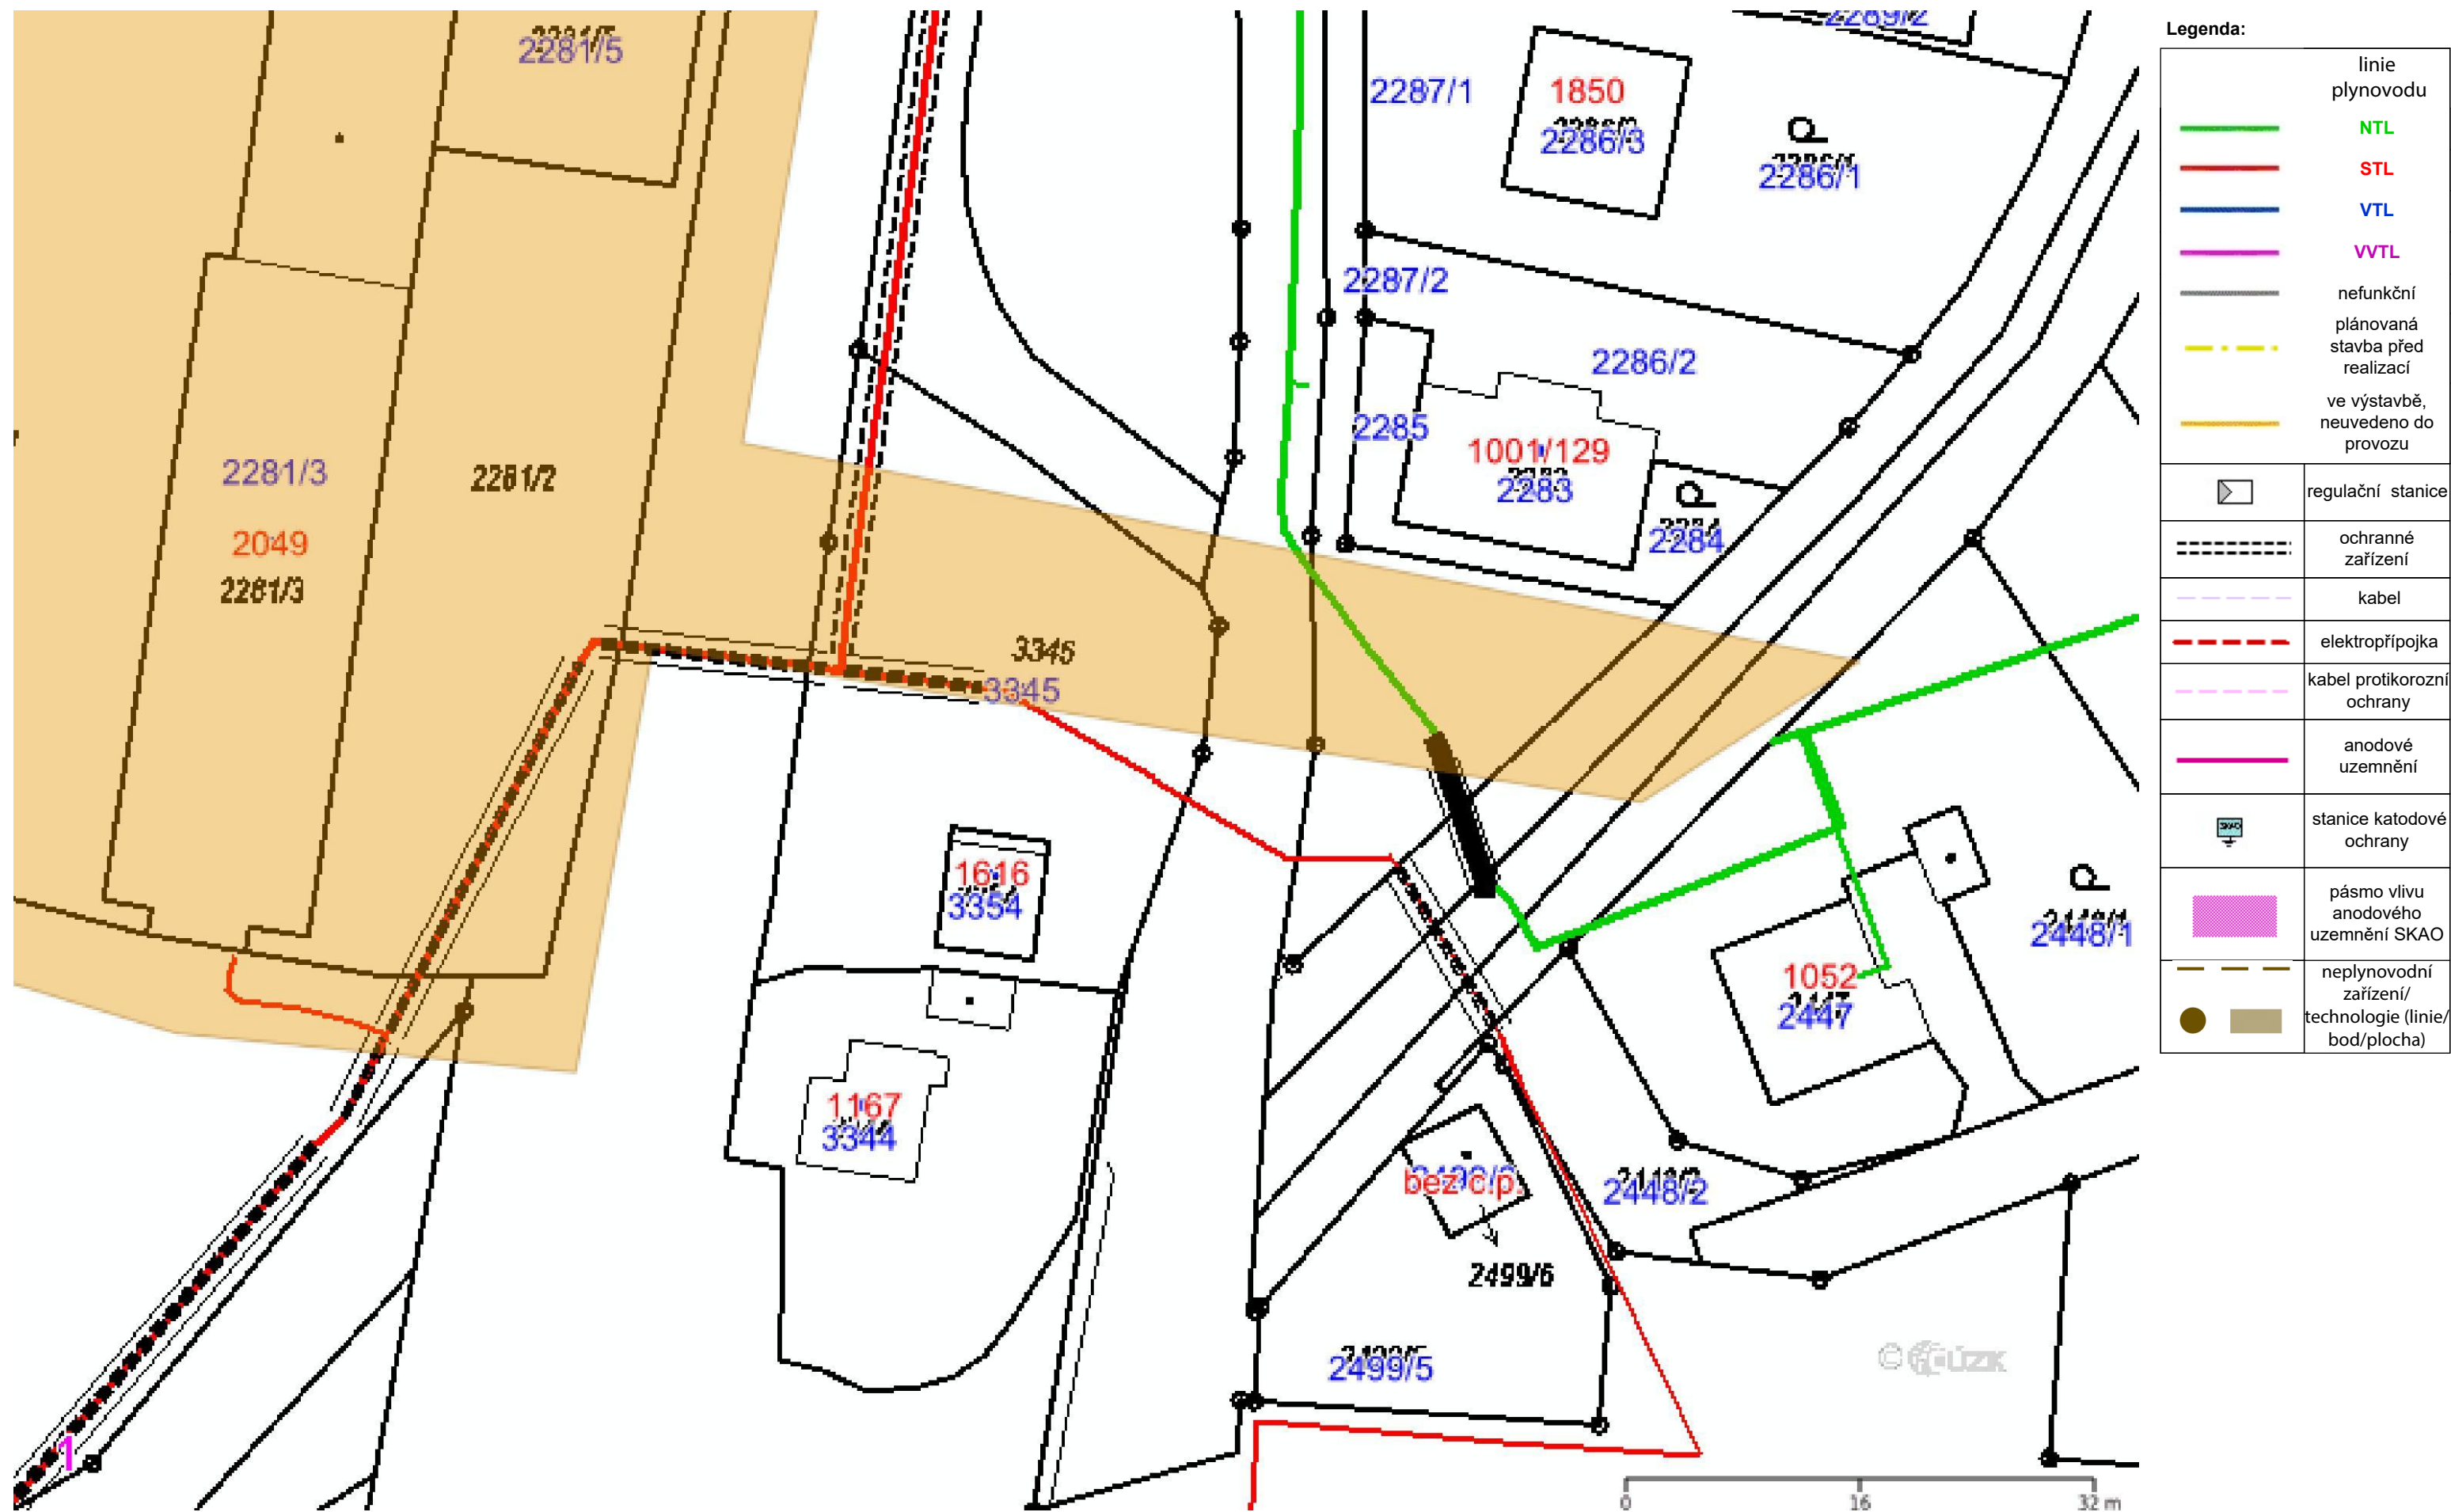 2289/2
2281/5
2287/1
1850
2286/3
2286/1
2287/2
2286/2
2285
2281/3
2281/2
1001/129
2283
2284
2049
2281/3
3345
3345
1616
3354
1052
2447
2448/1
1167
3344
bez č.p.
2448/2
2499/6
2499/5
1
0
16
32 m
Legenda:
linie
plynovodu
NTL
STL
VTL
VVTL
nefunkční
plánovaná
stavba před
realizací
ve výstavbě,
neuvedeno do
provozu
regulační stanice
ochranné
zařízení
kabel
elektropřípojka
kabel protikorozní
ochrany
anodové
uzemnění
SKAO
stanice katodové
ochrany
pásmo vlivu
anodového
uzemnění SKAO
neplynovodní
zařízení/
technologie (linie/
bod/plocha)